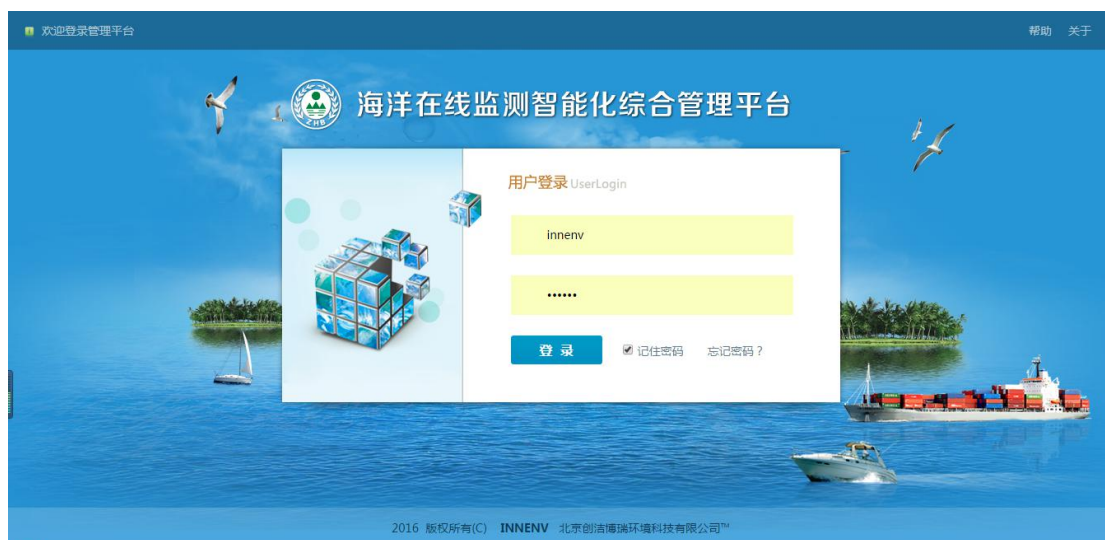 欢迎登录管理平台 帮助 关于
ZHB 海洋在线监测智能化综合管理平台
用户登录 UserLogin
innenv
••••••
登 录 记住密码 忘记密码？
2016 版权所有(C) INNENV 北京创洁博瑞环境科技有限公司™